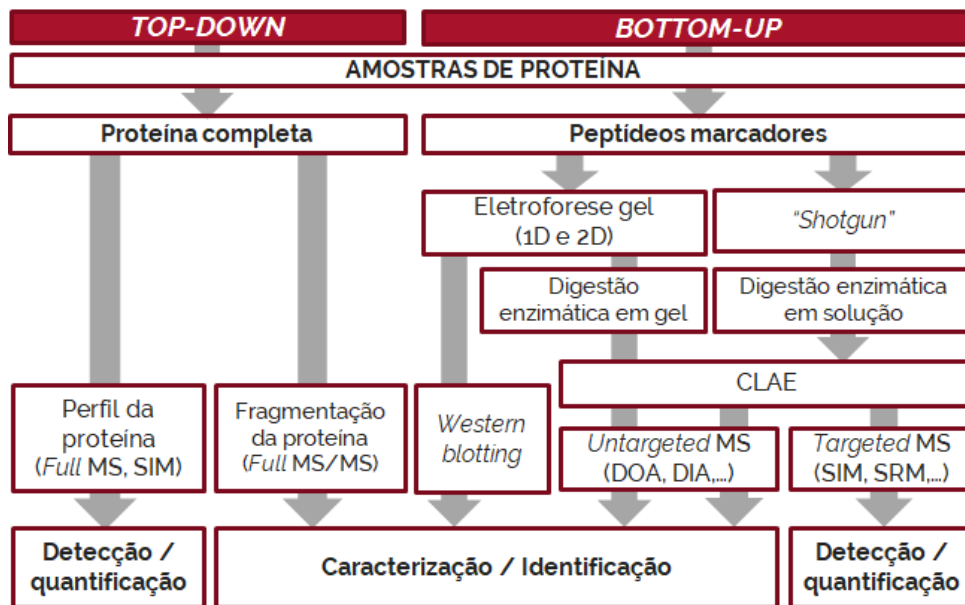 TOP-DOWN
BOTTOM-UP
AMOSTRAS DE PROTEÍNA
Proteína completa
Peptídeos marcadores
Eletroforese gel
(1D e 2D)
“Shotgun”
Digestão
enzimática em gel
Digestão enzimática
em solução
CLAE
Perfil da
proteína
(Full MS, SIM)
Fragmentação
da proteína
(Full MS/MS)
Western
blotting
Untargeted MS
(DOA, DIA,...)
Targeted MS
(SIM, SRM,...)
Detecção /
quantificação
Caracterização / Identificação
Detecção /
quantificação